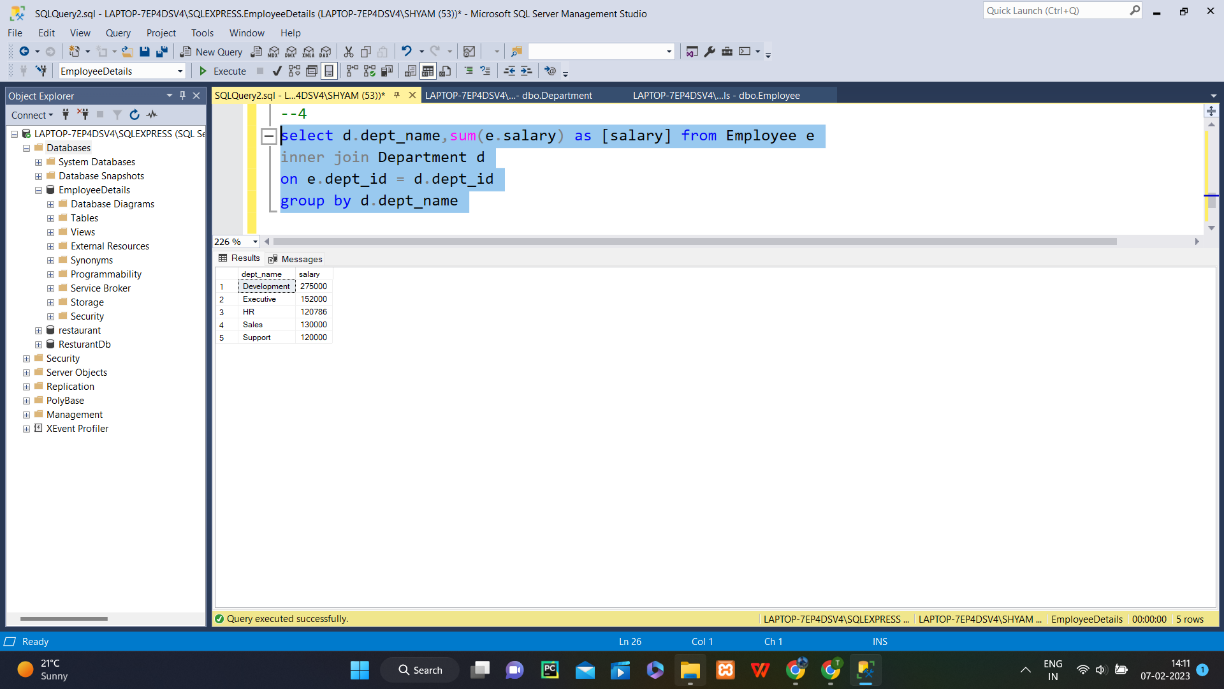 SQLQuery2.sql - LAPTOP-7EP4DSV4\SQLEXPRESS.EmployeeDetails (LAPTOP-7EP4DSV4\SHYAM (53))* - Microsoft SQL Server Management Studio
Quick Launch (Ctrl+Q)
File Edit View Query Project Tools Window Help
New Query
EmployeeDetails
Execute
Object Explorer
SQLQuery2.sql - L...4DSV4\SHYAM (53))*
LAPTOP-7EP4DSV4\...- dbo.Department
LAPTOP-7EP4DSV4\...ls - dbo.Employee
Connect
LAPTOP-7EP4DSV4\SQLEXPRESS (SQL Se
Databases
System Databases
Database Snapshots
EmployeeDetails
Database Diagrams
Tables
Views
External Resources
Synonyms
Programmability
Service Broker
Storage
Security
restaurant
ResturantDb
Security
Server Objects
Replication
PolyBase
Management
XEvent Profiler
--4
select d.dept_name,sum(e.salary) as [salary] from Employee e
inner join Department d
on e.dept_id = d.dept_id
group by d.dept_name
226 %
Results Messages
dept_name salary
1 Development 275000
2 Executive 152000
3 HR 120786
4 Sales 130000
5 Support 120000
Query executed successfully.
LAPTOP-7EP4DSV4\SQLEXPRESS ... LAPTOP-7EP4DSV4\SHYAM ... EmployeeDetails 00:00:00 5 rows
Ready
Ln 26 Col 1 Ch 1 INS
21°C
Sunny
Search
ENG
IN
14:11
07-02-2023
1